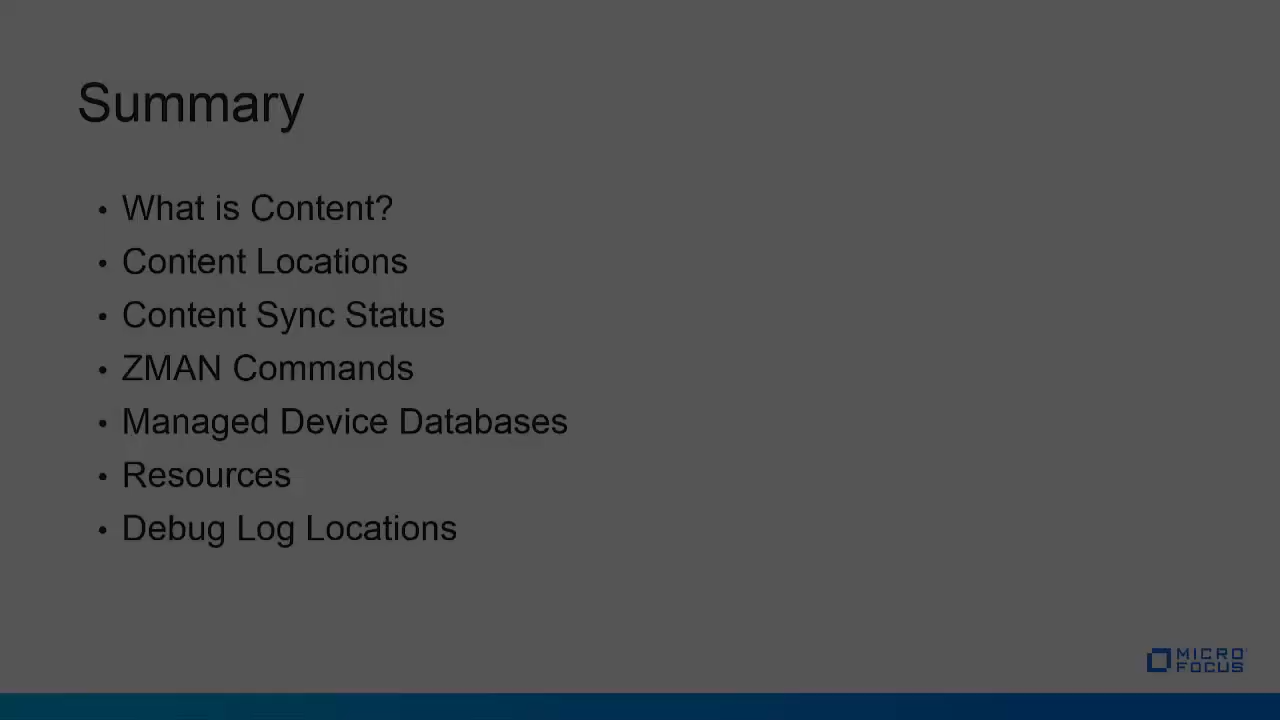 Summary
• What is Content?
• Content Locations
• Content Sync Status
• ZMAN Commands
• Managed Device Databases
• Resources
• Debug Log Locations
MICRO
FOCUS